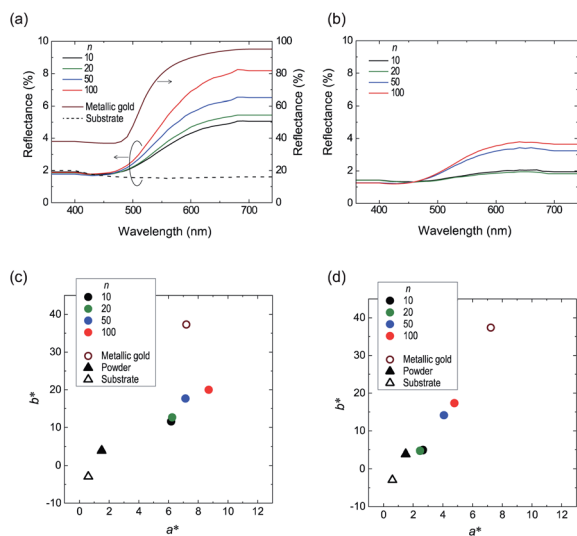 (a)
n
10
20
50
100
Metallic gold
Substrate
10
8
6
4
2
0
Reflectance (%)
100
80
60
40
20
0
Reflectance (%)
400 500 600 700
Wavelength (nm)
(b)
n
10
20
50
100
10
8
6
4
2
0
Reflectance (%)
400 500 600 700
Wavelength (nm)
(c)
n
10
20
50
100
Metallic gold
Powder
Substrate
40
30
20
10
0
-10
b*
0 2 4 6 8 10 12
a*
(d)
n
10
20
50
100
Metallic gold
Powder
Substrate
40
30
20
10
0
-10
b*
0 2 4 6 8 10 12
a*